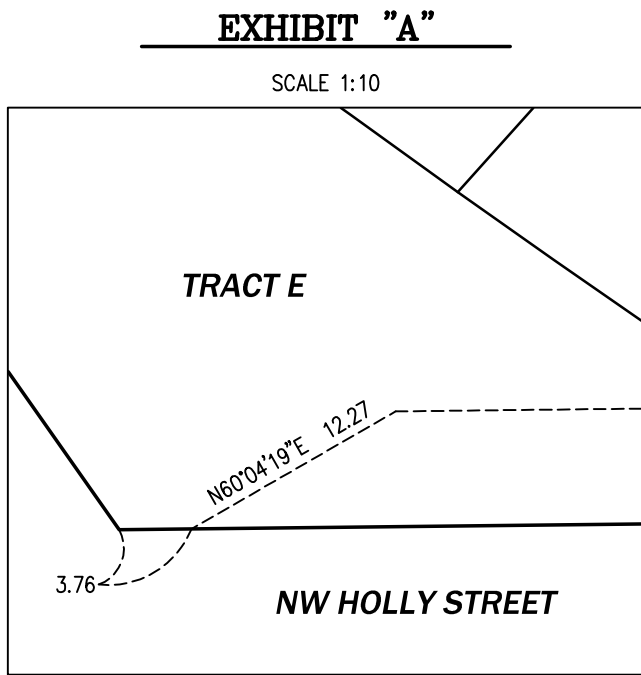 EXHIBIT "A"
SCALE 1:10
TRACT E
N60°04'19"E 12.27
3.76
NW HOLLY STREET